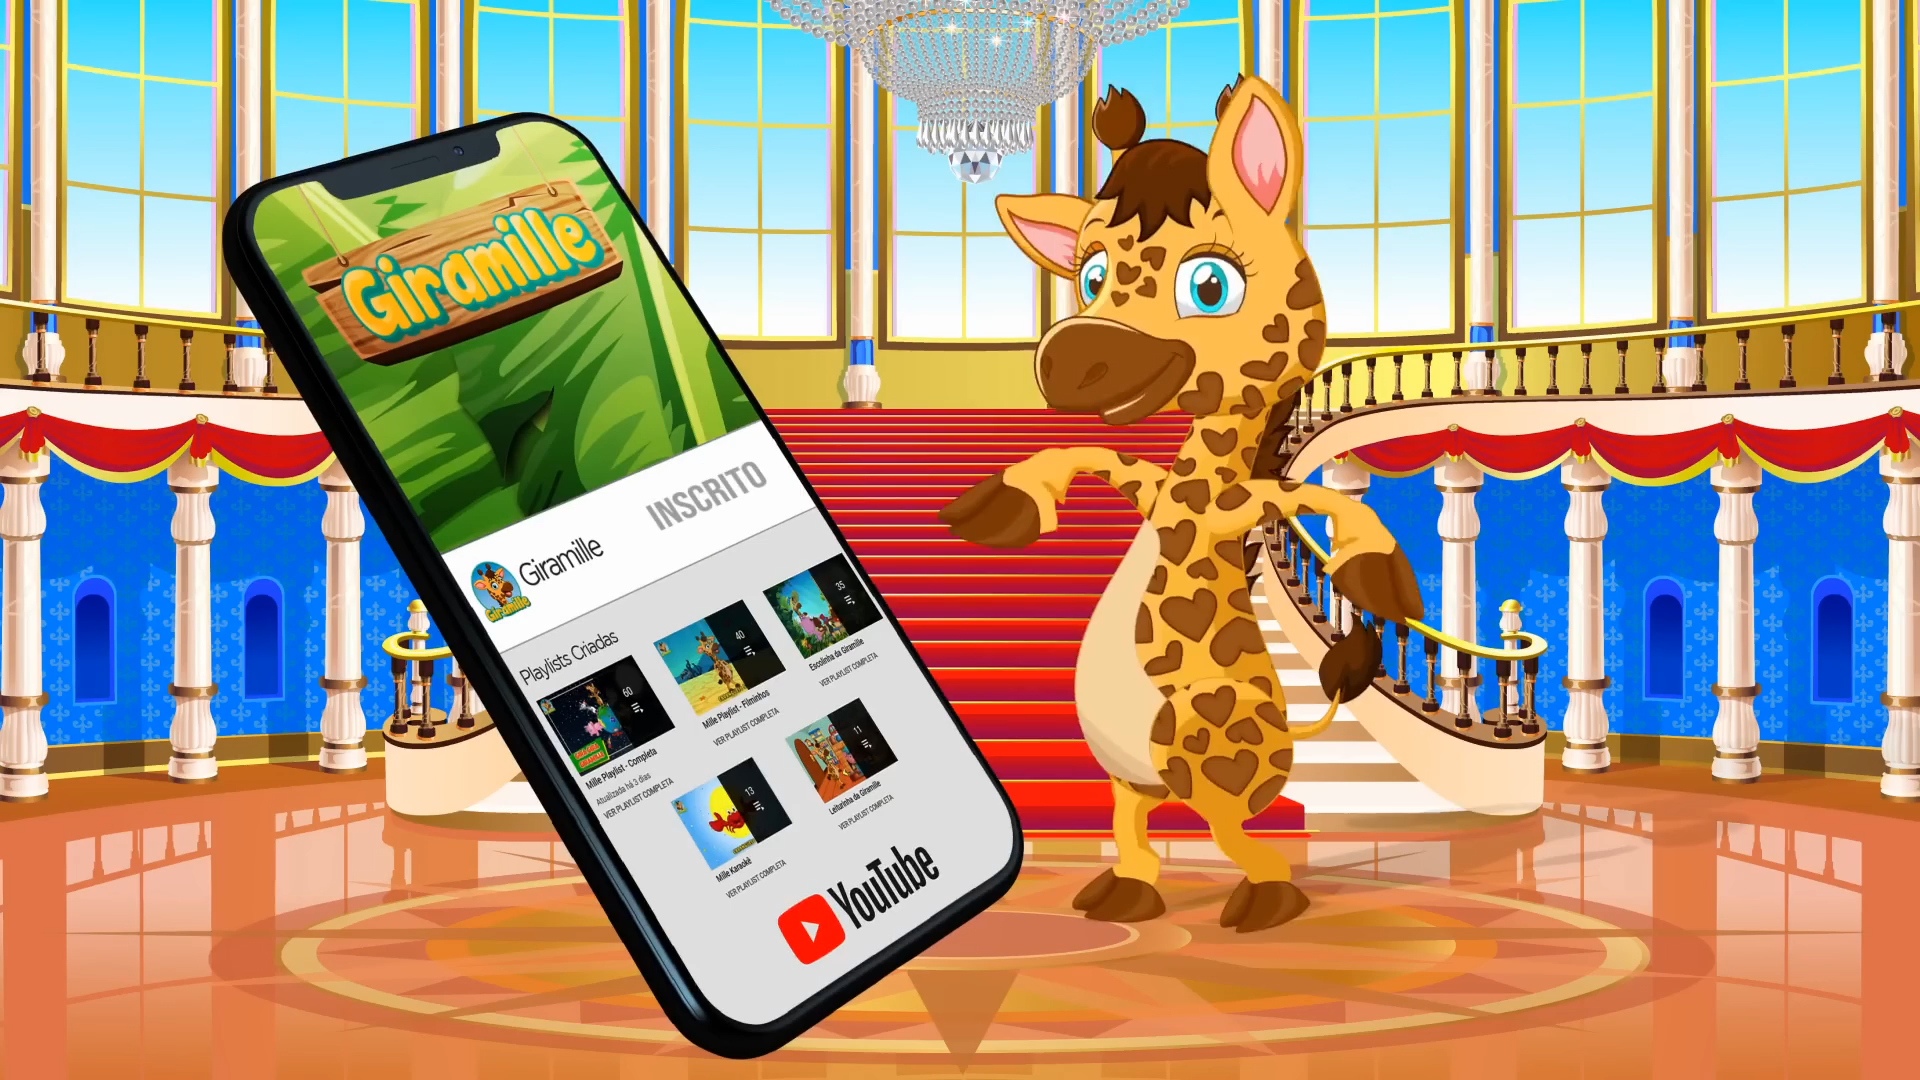 Giramille
INSCRITO
Giramille
Giramille
Playlists Criadas
60
Mille Playlist - Completa
Atualizada há 3 dias
VER PLAYLIST COMPLETA
40
Mille Playlist - Filminhos
VER PLAYLIST COMPLETA
35
Escolinha da Giramille
VER PLAYLIST COMPLETA
13
Mille Karaokê
VER PLAYLIST COMPLETA
11
Leiturinha da Giramille
VER PLAYLIST COMPLETA
YouTube